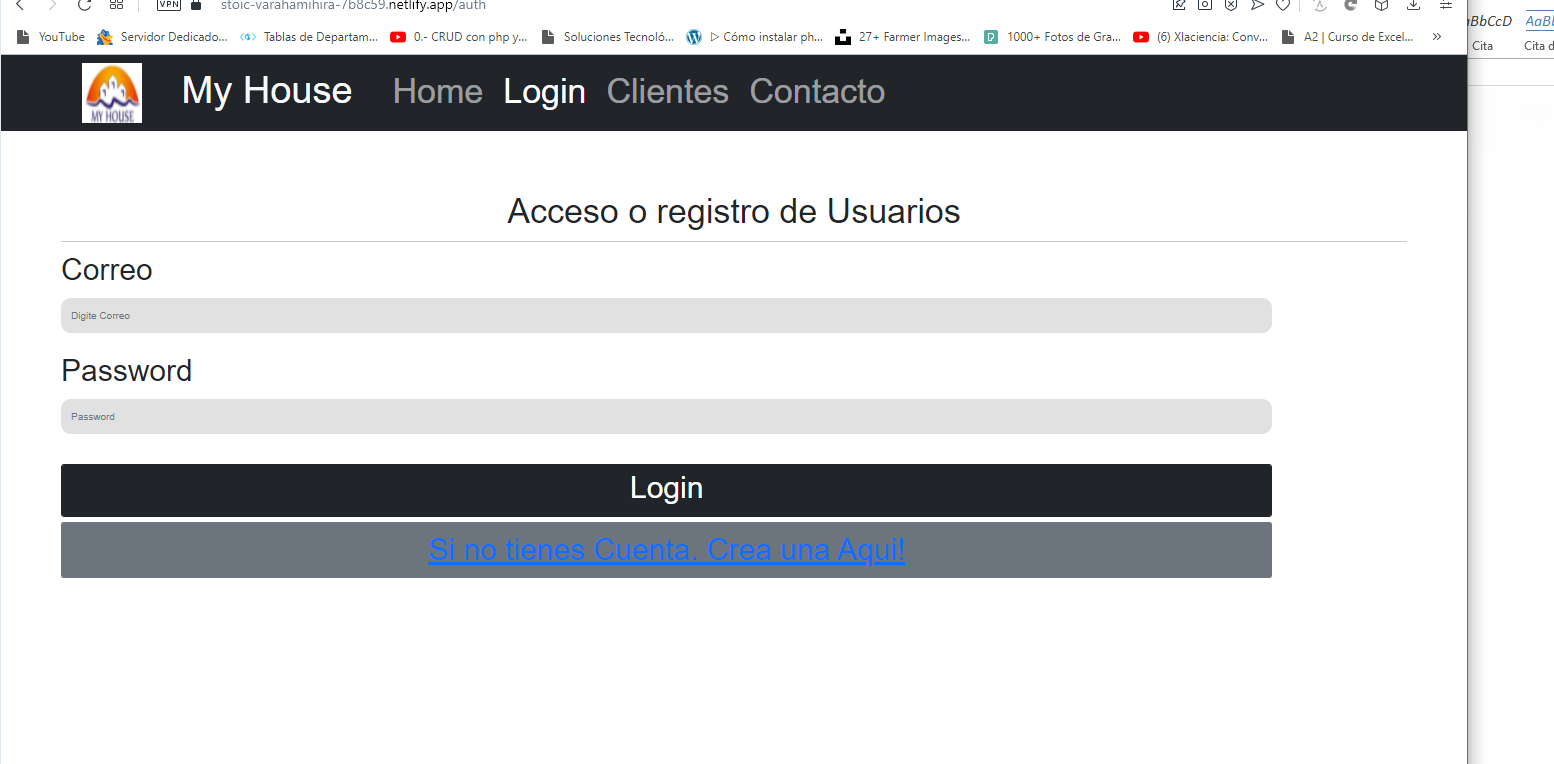 VPN stoic-varahamihira-7b8c59.netlify.app/auth
YouTube Servidor Dedicado... Tablas de Departam... 0.- CRUD con php y... Soluciones Tecnoló... ▷ Cómo instalar ph... 27+ Farmer Images... 1000+ Fotos de Gra... (6) Xlaciencia: Conv... A2 | Curso de Excel... »
BbCcD AaBb
Cita Cita d
MY HOUSE
My House Home Login Clientes Contacto
Acceso o registro de Usuarios
Correo
Digite Correo
Password
Password
Login
Si no tienes Cuenta. Crea una Aqui!